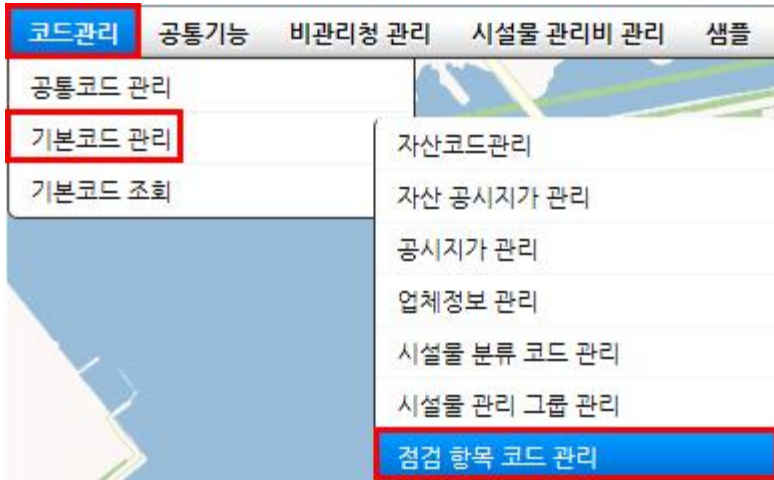 코드관리 공통기능 비관리청 관리 시설물 관리비 관리 샘플
공통코드 관리
기본코드 관리
기본코드 조회
자산코드관리
자산 공시지가 관리
공시지가 관리
업체정보 관리
시설물 분류 코드 관리
시설물 관리 그룹 관리
점검 항목 코드 관리